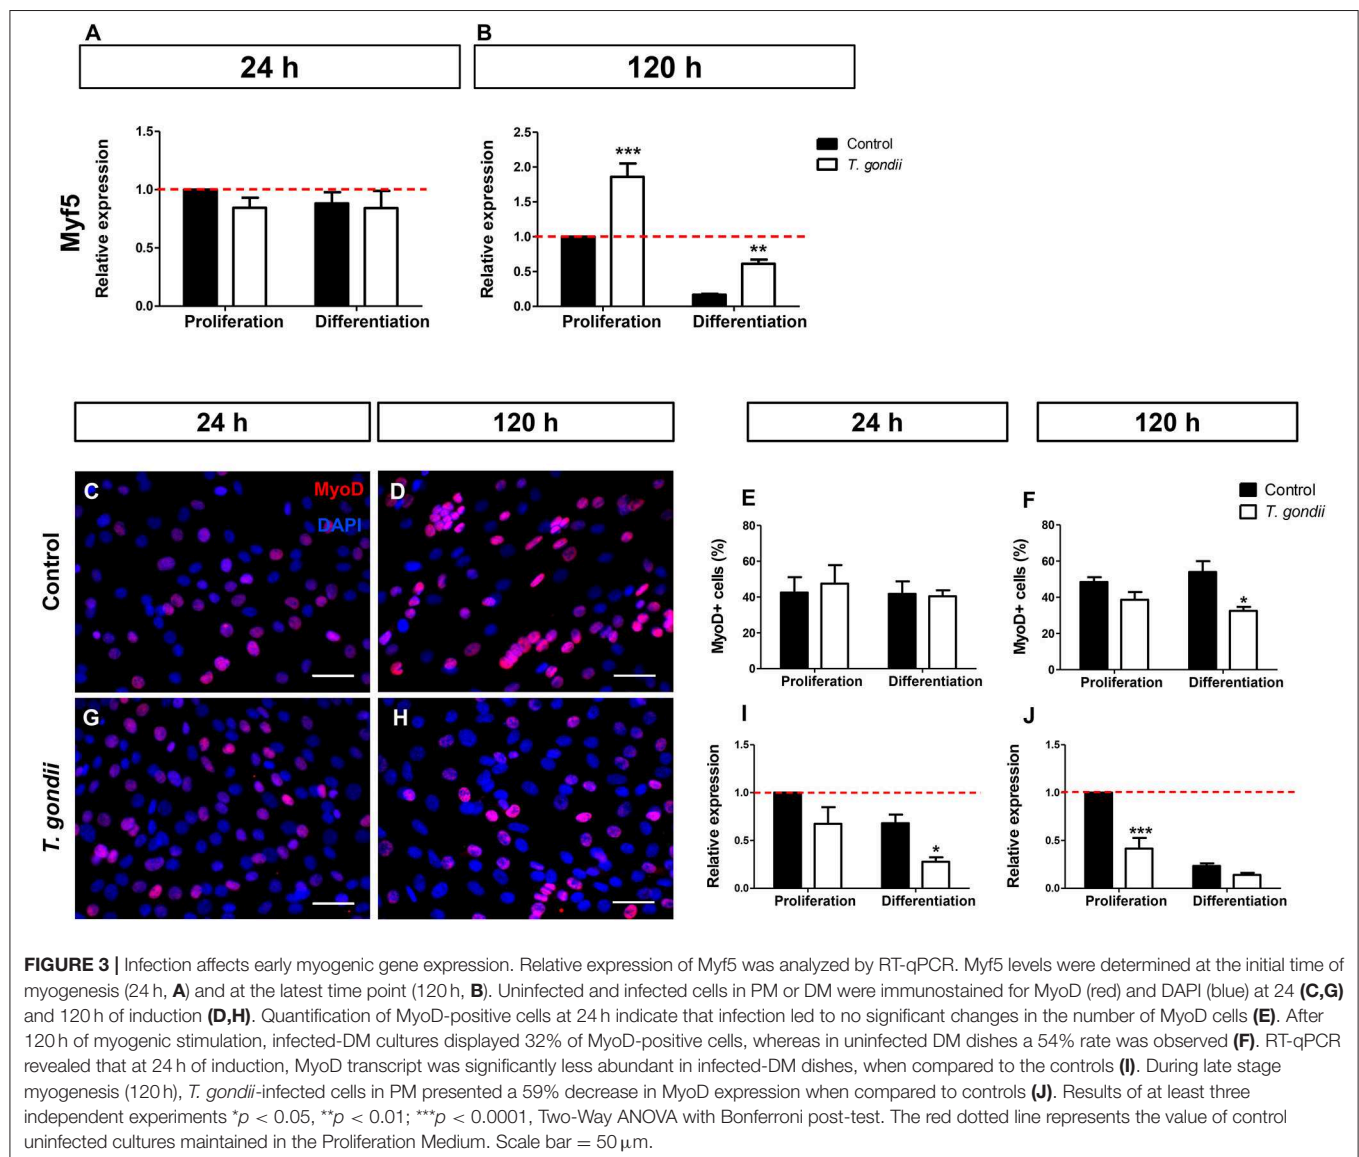 A
B
24 h
120 h
Myf5
Relative expression
1.5
1.0
0.5
0.0
Proliferation
Differentiation
Relative expression
2.5
2.0
1.5
1.0
0.5
0.0
***
**
Proliferation
Differentiation
Control
T. gondii
24 h
120 h
24 h
120 h
Control
T. gondii
C
MyoD
DAPI
D
G
H
E
MyoD+ cells (%)
80
60
40
20
0
Proliferation
Differentiation
F
Control
T. gondii
MyoD+ cells (%)
80
60
40
20
0
*
Proliferation
Differentiation
I
Relative expression
1.5
1.0
0.5
0.0
*
Proliferation
Differentiation
J
Relative expression
1.5
1.0
0.5
0.0
***
Proliferation
Differentiation
FIGURE 3 | Infection affects early myogenic gene expression. Relative expression of Myf5 was analyzed by RT-qPCR. Myf5 levels were determined at the initial time of
myogenesis (24 h, A) and at the latest time point (120 h, B). Uninfected and infected cells in PM or DM were immunostained for MyoD (red) and DAPI (blue) at 24 (C,G)
and 120 h of induction (D,H). Quantification of MyoD-positive cells at 24 h indicate that infection led to no significant changes in the number of MyoD cells (E). After
120 h of myogenic stimulation, infected-DM cultures displayed 32% of MyoD-positive cells, whereas in uninfected DM dishes a 54% rate was observed (F). RT-qPCR
revealed that at 24 h of induction, MyoD transcript was significantly less abundant in infected-DM dishes, when compared to the controls (I). During late stage
myogenesis (120 h), T. gondii-infected cells in PM presented a 59% decrease in MyoD expression when compared to controls (J). Results of at least three
independent experiments *p < 0.05, **p < 0.01; ***p < 0.0001, Two-Way ANOVA with Bonferroni post-test. The red dotted line represents the value of control
uninfected cultures maintained in the Proliferation Medium. Scale bar = 50 μm.